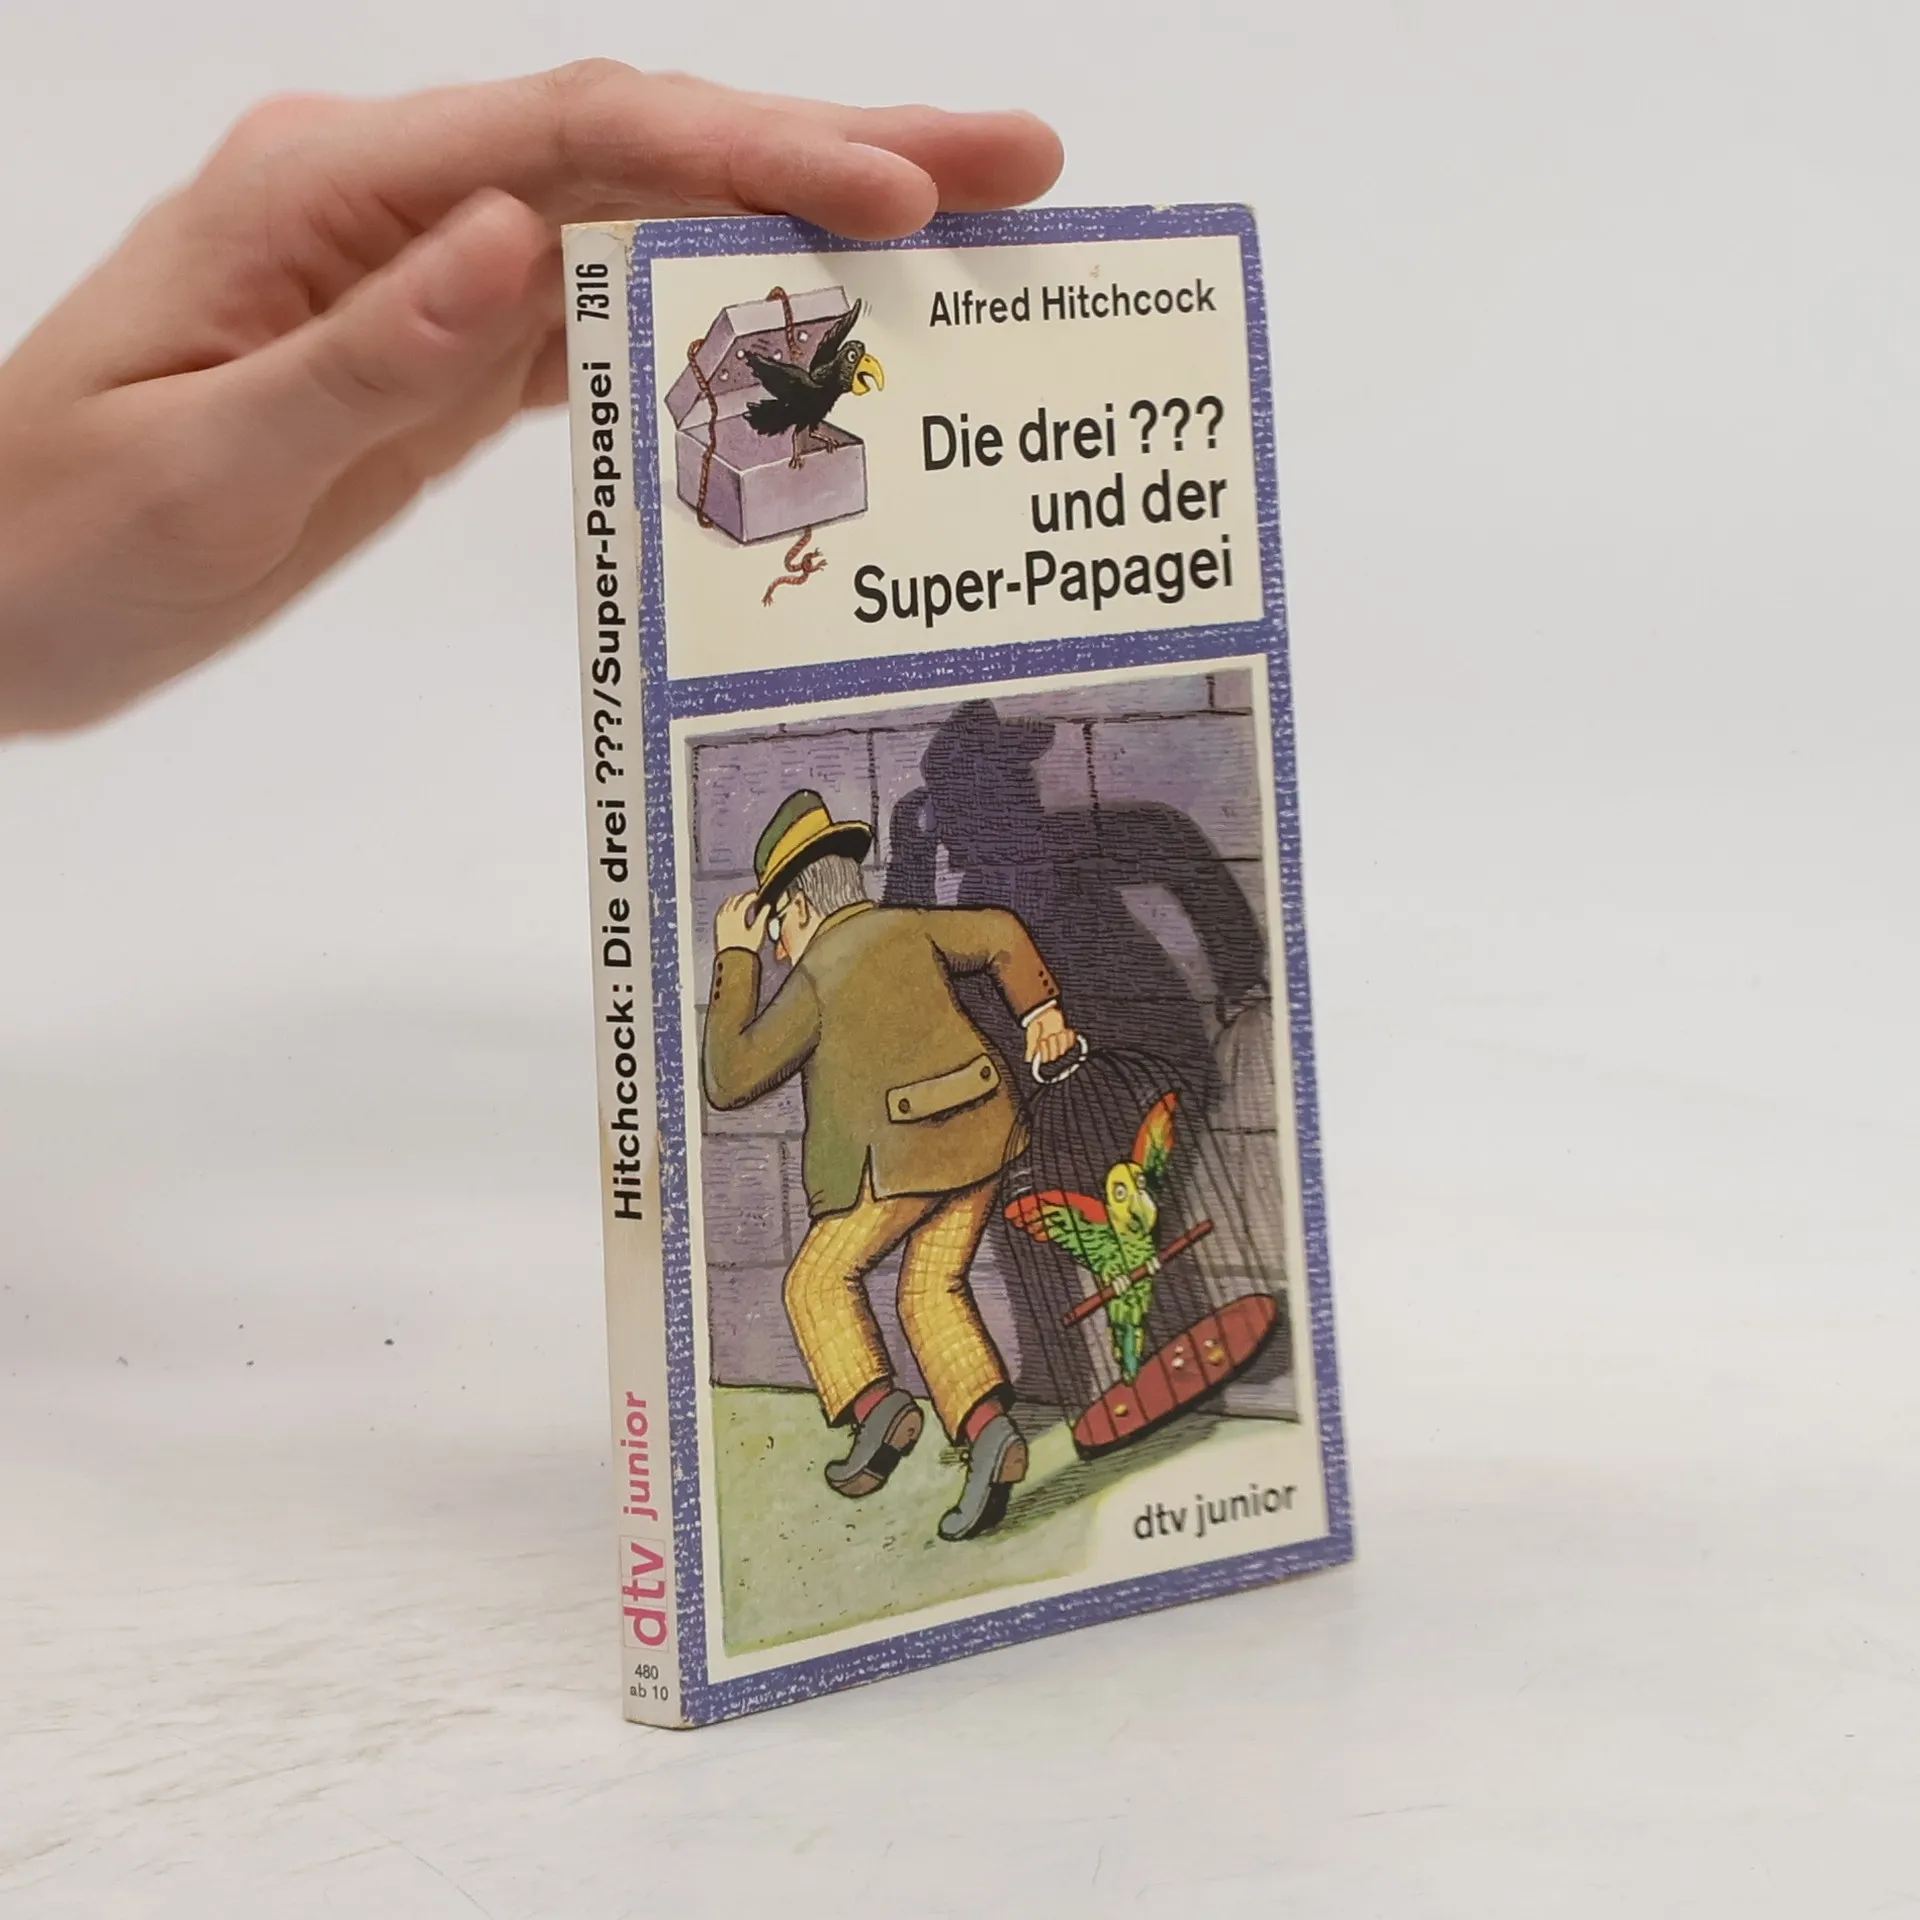 7316
Hitchcock: Die drei ???/Super-Papagei
dtv junior
480
ab 10
Alfred Hitchcock
Die drei ???
und der
Super-Papagei
dtv junior